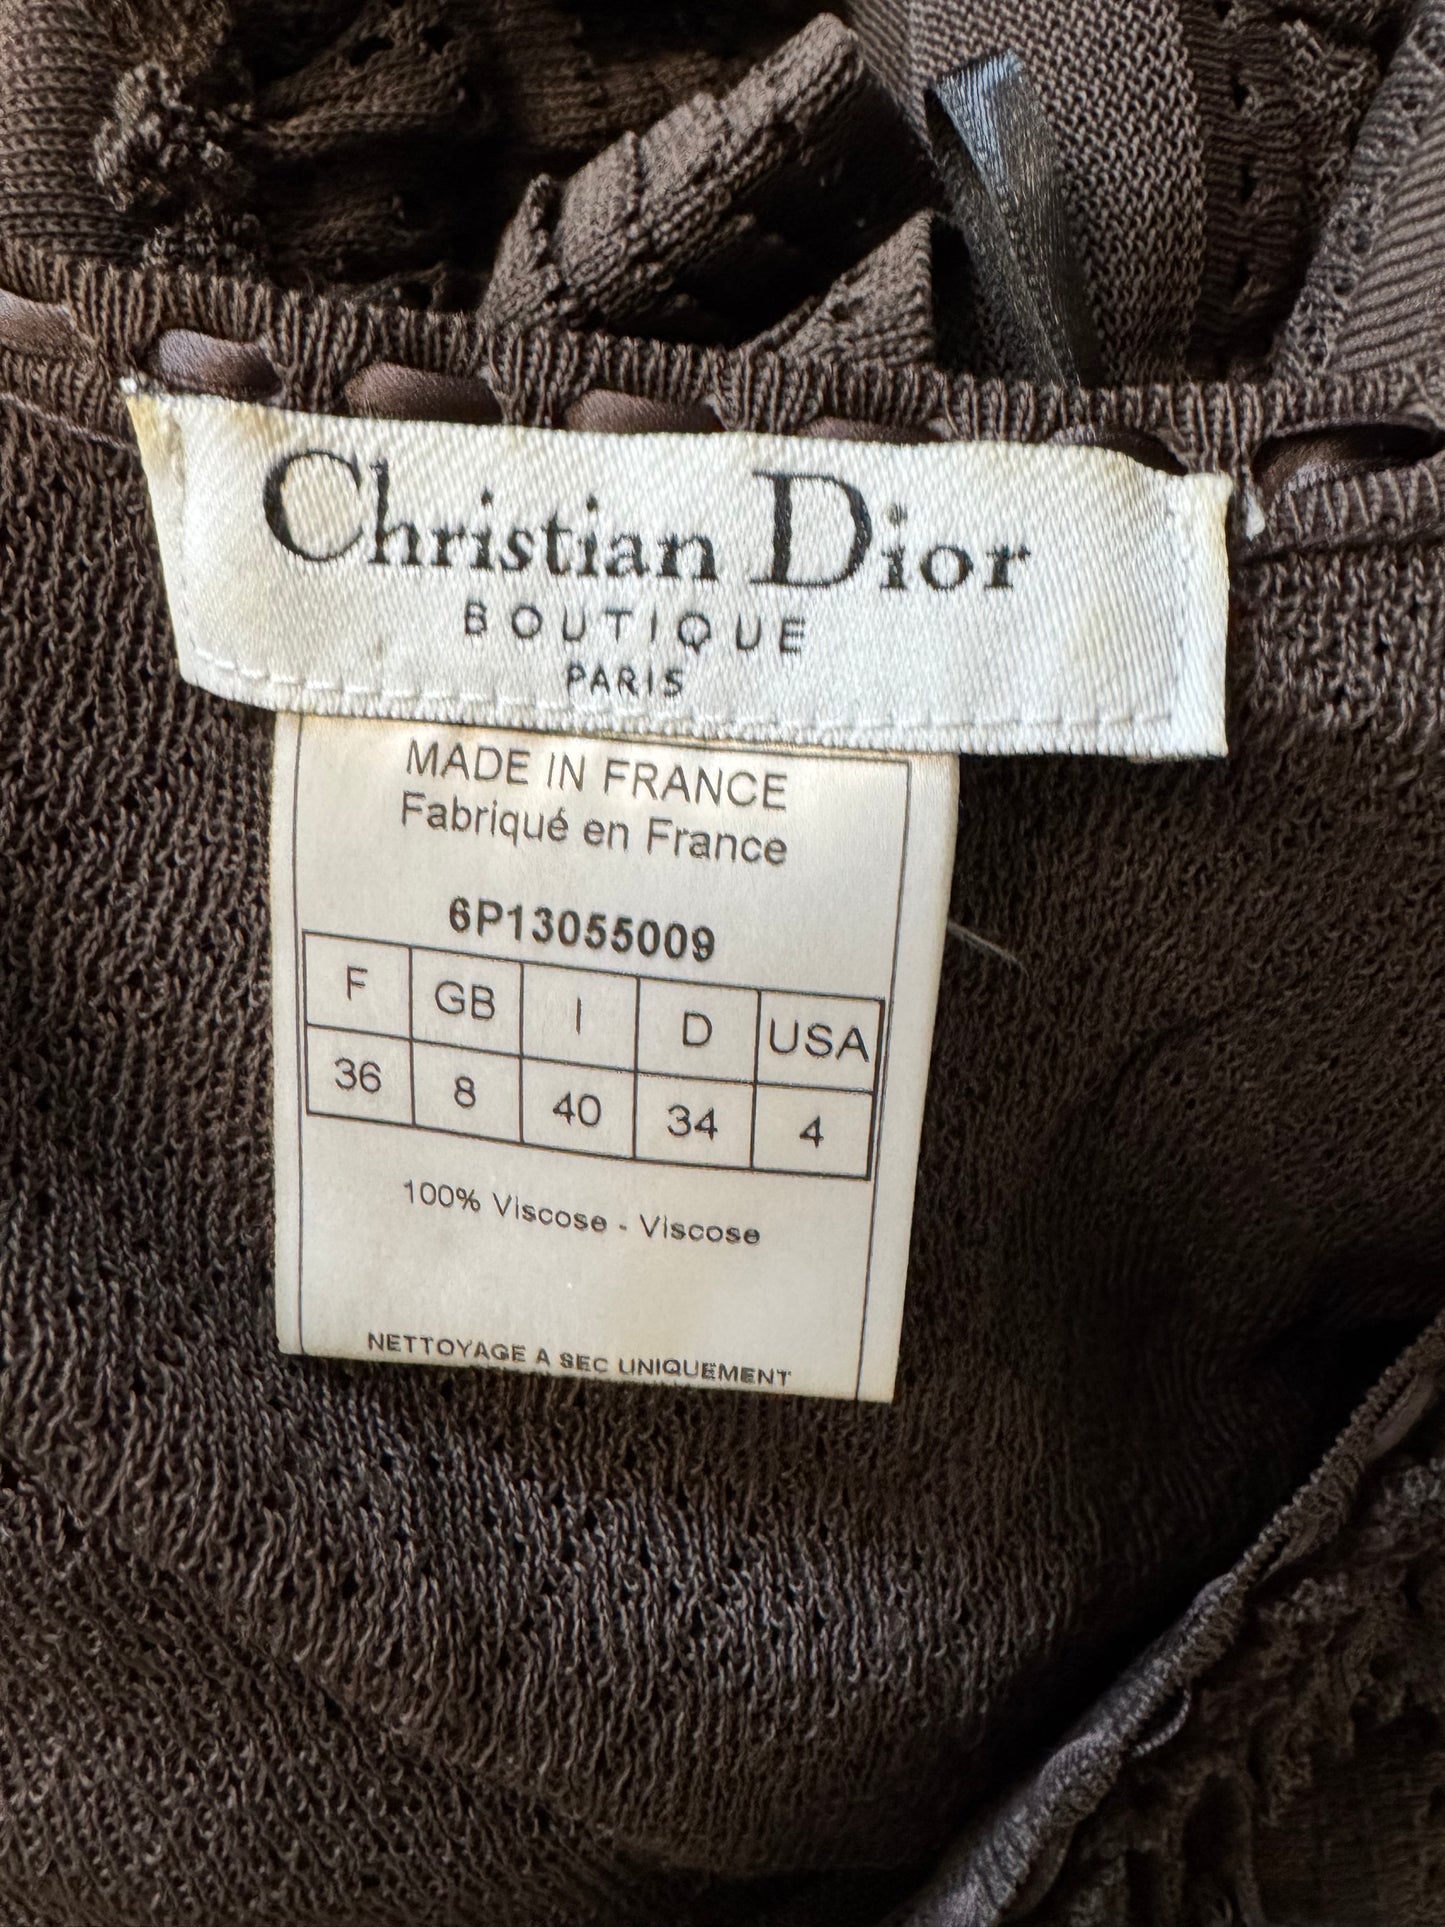 Christian Dior
BOUTIQUE
PARIS
MADE IN FRANCE
Fabriqué en France
6P13055009
F GB I D USA
36 8 40 34 4
100% Viscose - Viscose
NETTOYAGE A SEC UNIQUEMENT